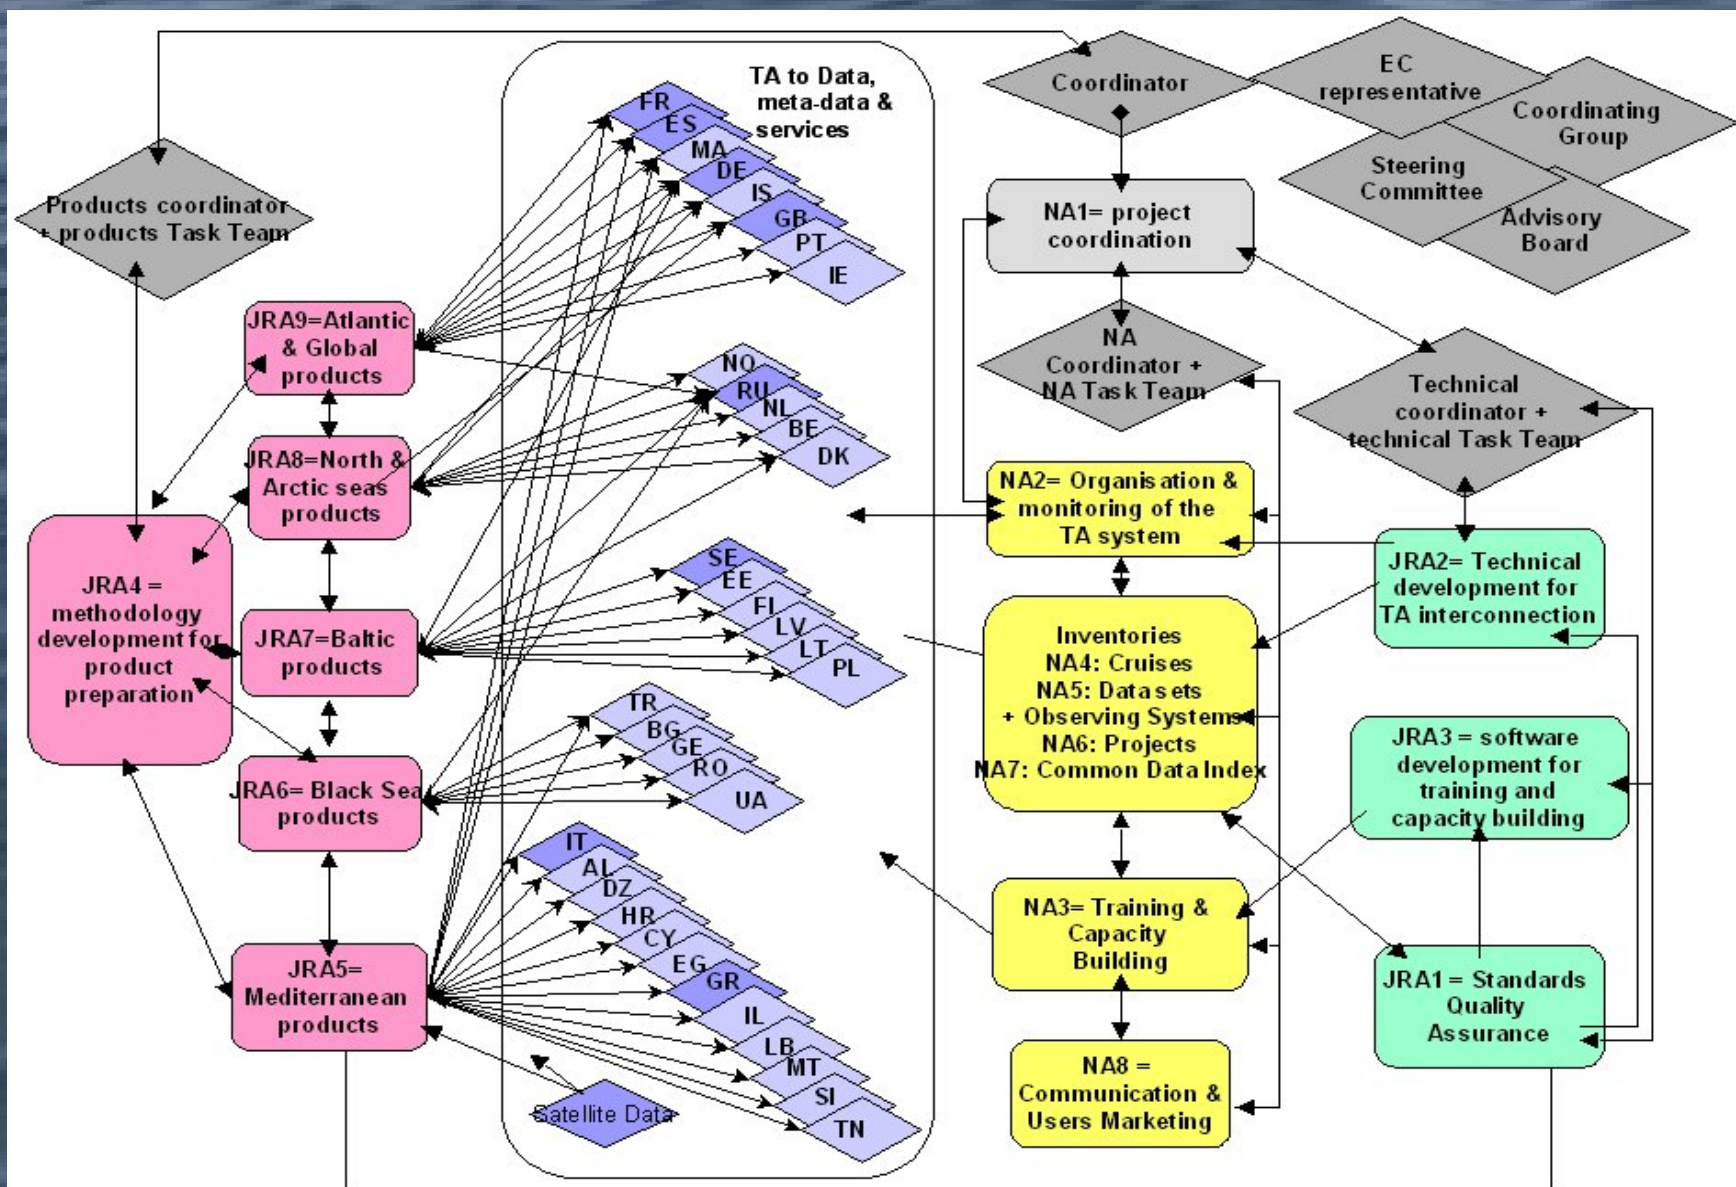 TA to Data,
meta-data &
services
Coordinator
EC
representative
Coordinating
Group
Steering
Committee
Advisory
Board
Products coordinator
+ products Task Team
NA1= project
coordination
NA
Coordinator +
NA Task Team
Technical
coordinator +
technical Task Team
FR
ES
MA
DE
IS
GB
PT
IE
JRA9=Atlantic
& Global
products
JRA8=North &
Arctic seas
products
NO
RU
NL
BE
DK
NA2= Organisation &
monitoring of the
TA system
JRA2= Technical
development for
TA interconnection
JRA4 =
methodology
development for
product
preparation
JRA7=Baltic
products
SE
EE
FI
LV
LT
PL
Inventories
NA4: Cruises
NA5: Data sets
+ Observing Systems
NA6: Projects
NA7: Common Data Index
JRA3 = software
development for
training and
capacity building
JRA6= Black Sea
products
TR
BG
GE
RO
UA
IT
AL
DZ
HR
CY
EG
GR
IL
LB
MT
SI
TN
NA3= Training &
Capacity
Building
JRA1 = Standards
Quality
Assurance
JRA5=
Mediterranean
products
Satellite Data
NA8 =
Communication &
Users Marketing